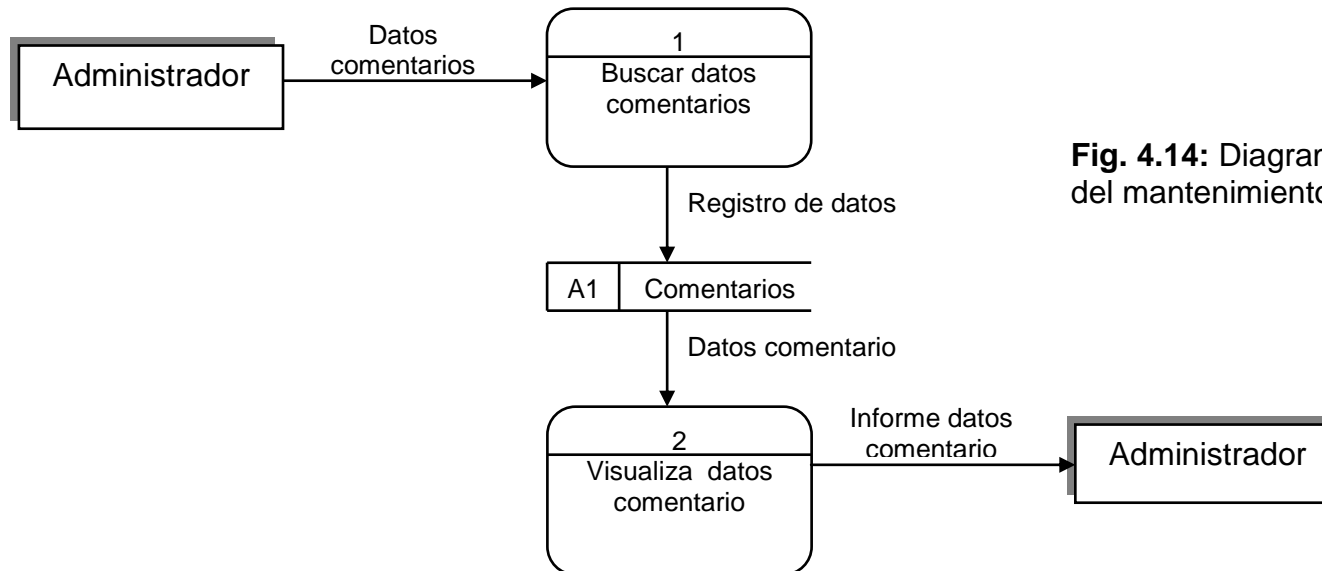 Administrador
Datos
comentarios
1
Buscar datos
comentarios
Fig. 4.14:
del mantenimiento
Registro de datos
A1 Comentarios
Datos comentario
2
Visualiza datos
comentario
Informe datos
comentario
Administrador